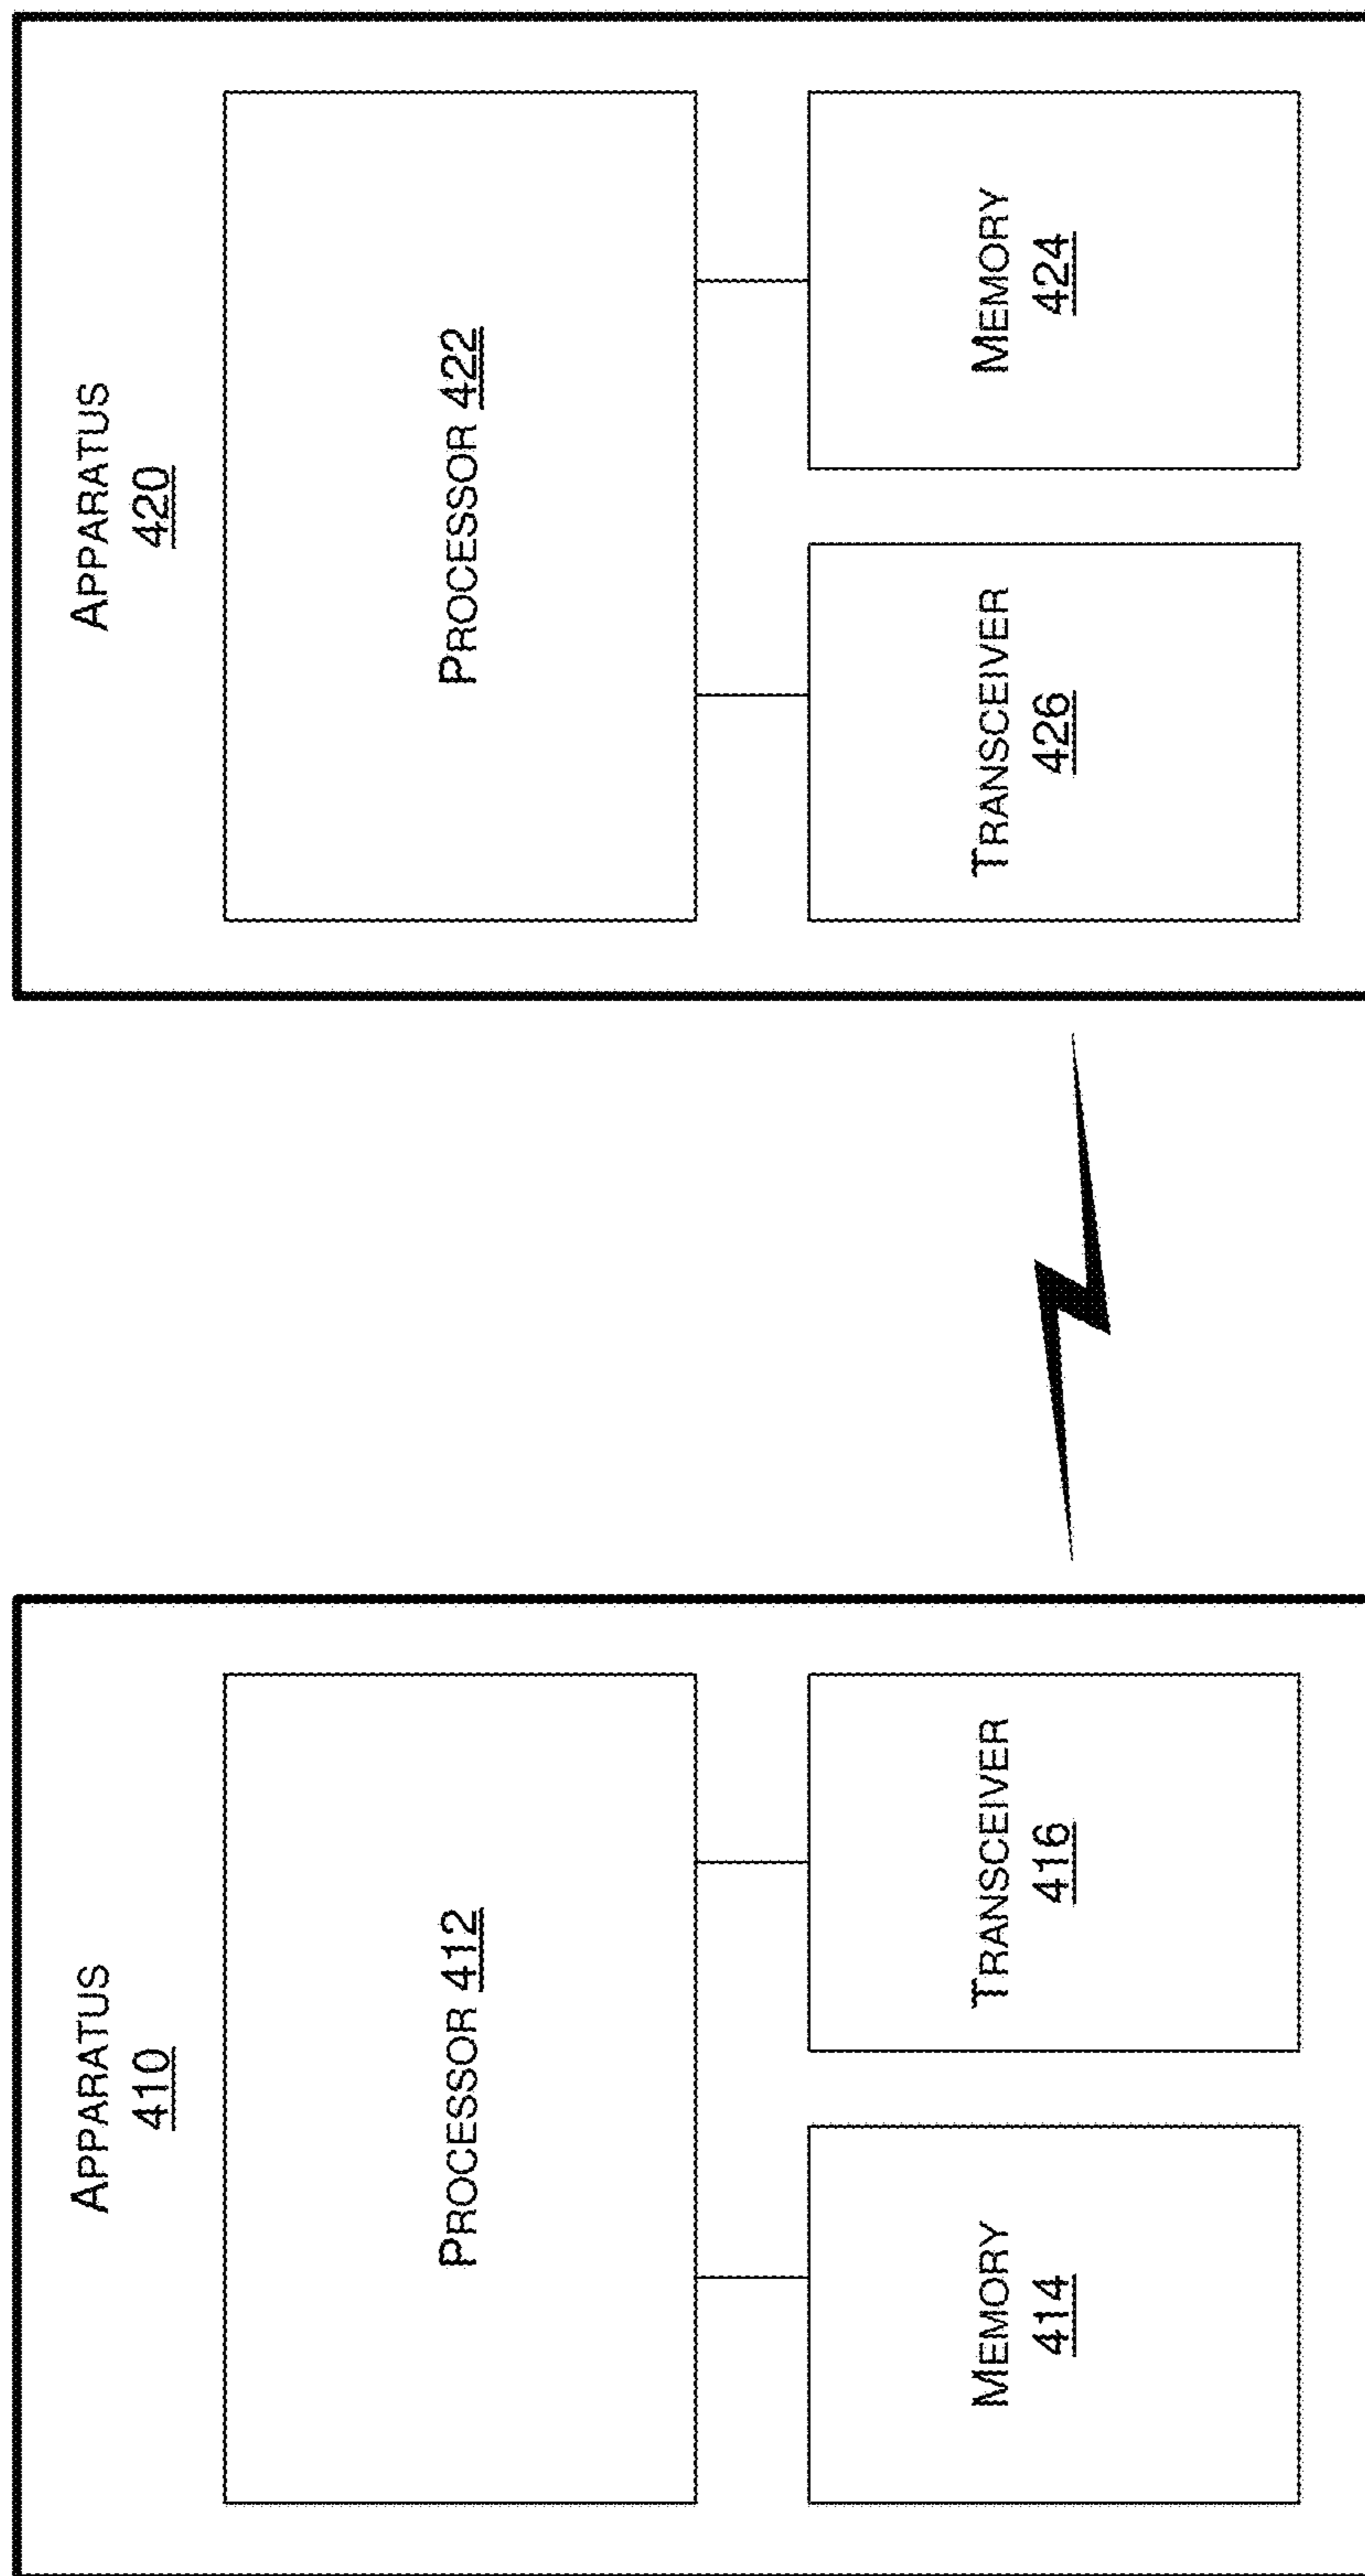 APPARATUS
410
PROCESSOR 412
MEMORY
414
TRANSCEIVER
416
APPARATUS
420
PROCESSOR 422
TRANSCEIVER
426
MEMORY
424